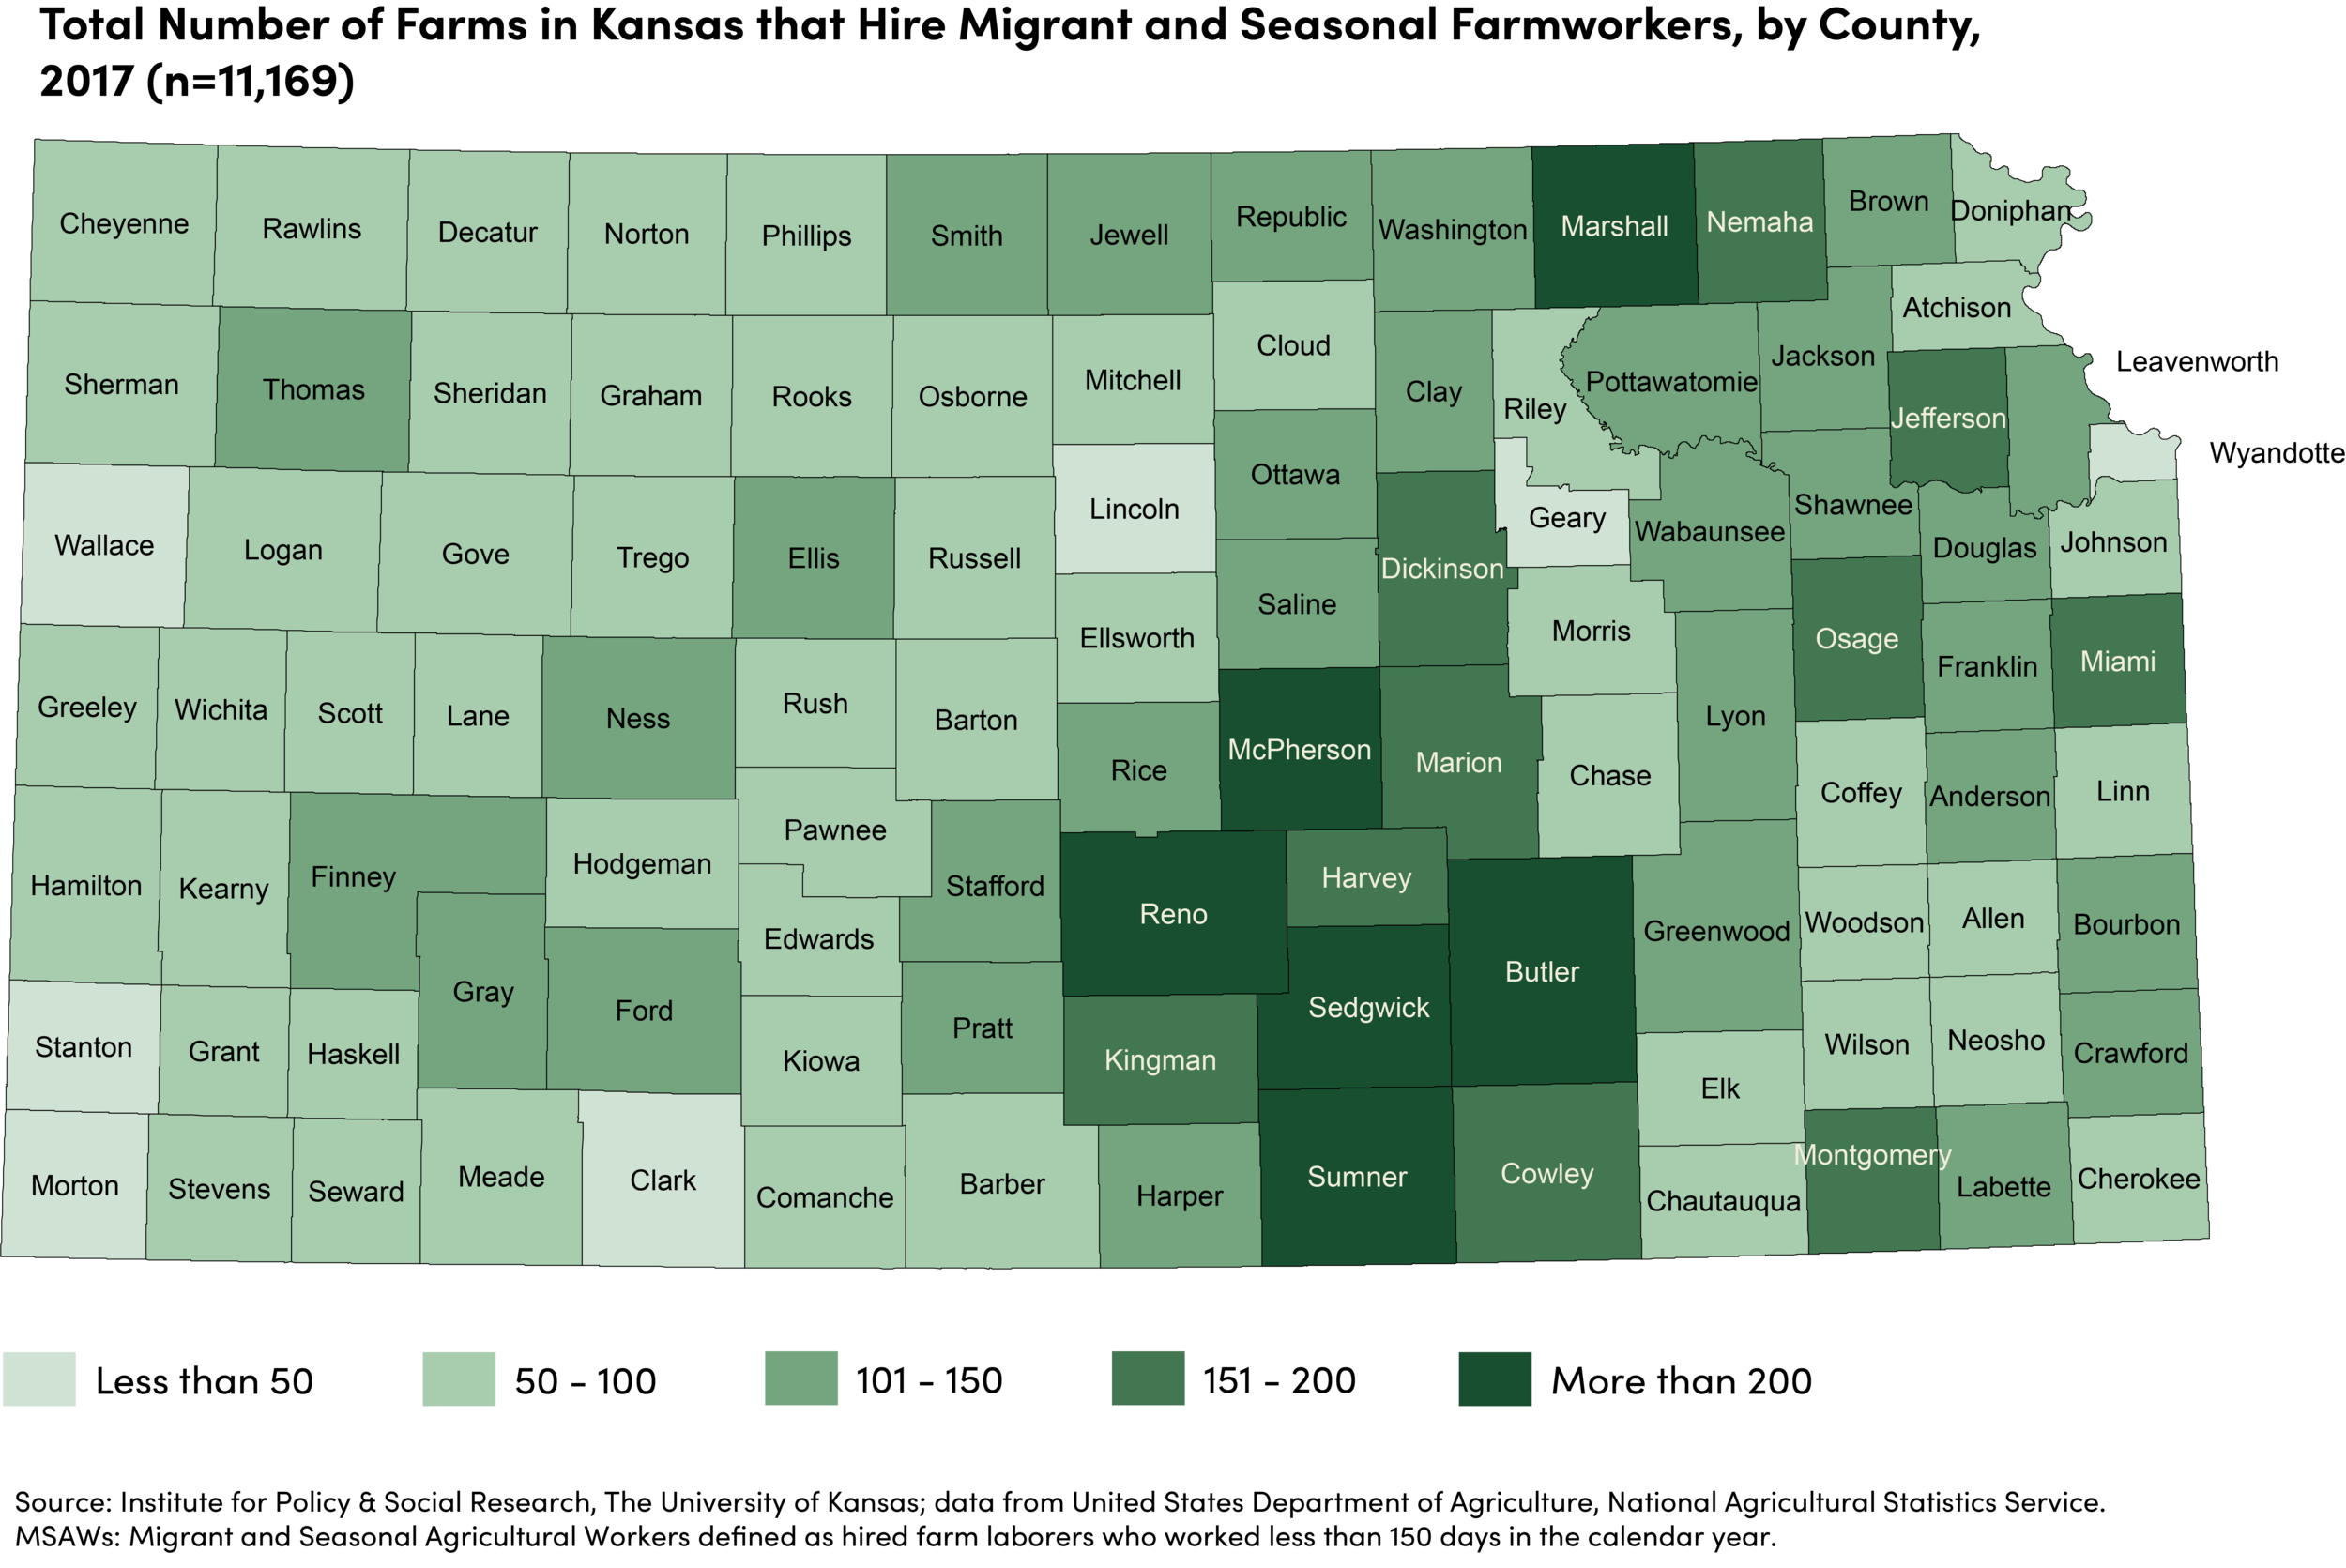 Total Number of Farms in Kansas that Hire Migrant and Seasonal Farmworkers, by County,
2017 (n=11,169)
Cheyenne
Rawlins
Decatur
Norton
Phillips
Smith
Jewell
Republic
Washington
Marshall
Nemaha
Brown
Doniphan
Sherman
Thomas
Sheridan
Graham
Rooks
Osborne
Mitchell
Cloud
Clay
Riley
Pottawatomie
Jackson
Atchison
Jefferson
Leavenworth
Wyandotte
Wallace
Logan
Gove
Trego
Ellis
Russell
Lincoln
Ottawa
Saline
Dickinson
Geary
Wabaunsee
Shawnee
Douglas
Johnson
Greeley
Wichita
Scott
Lane
Ness
Rush
Barton
Ellsworth
Rice
McPherson
Marion
Morris
Chase
Lyon
Osage
Franklin
Miami
Coffey
Anderson
Linn
Hamilton
Kearny
Finney
Hodgeman
Pawnee
Edwards
Stafford
Reno
Harvey
Sedgwick
Butler
Greenwood
Woodson
Allen
Bourbon
Stanton
Grant
Haskell
Gray
Ford
Kiowa
Pratt
Kingman
Elk
Wilson
Neosho
Crawford
Morton
Stevens
Seward
Meade
Clark
Comanche
Barber
Harper
Sumner
Cowley
Chautauqua
Montgomery
Labette
Cherokee
Less than 50
50 - 100
101 - 150
151 - 200
More than 200
Source: Institute for Policy & Social Research, The University of Kansas; data from United States Department of Agriculture, National Agricultural Statistics Service.
MSAWs: Migrant and Seasonal Agricultural Workers defined as hired farm laborers who worked less than 150 days in the calendar year.